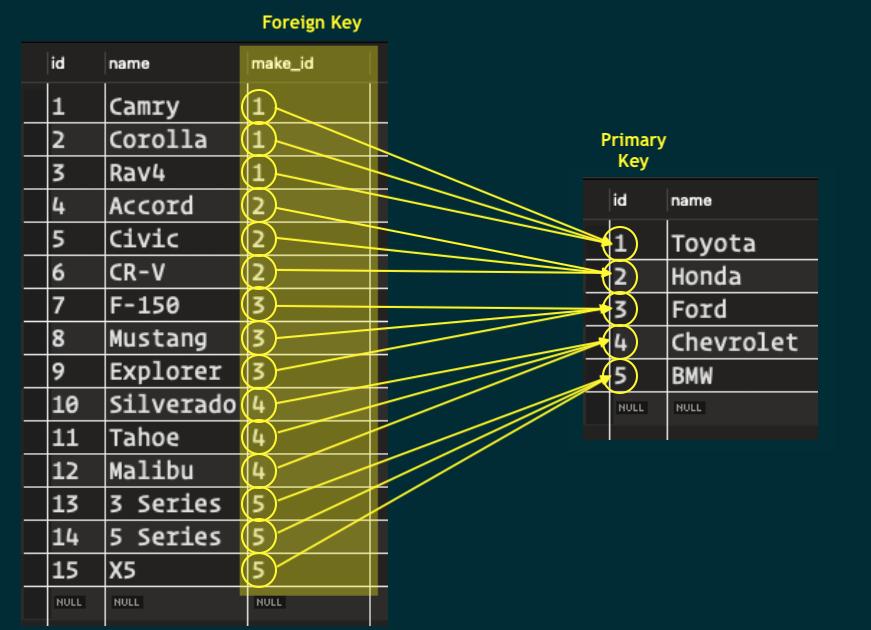 Foreign Key
id name make_id
1 Camry 1
2 Corolla 1
3 Rav4 1
4 Accord 2
5 Civic 2
6 CR-V 2
7 F-150 3
8 Mustang 3
9 Explorer 3
10 Silverado 4
11 Tahoe 4
12 Malibu 4
13 3 Series 5
14 5 Series 5
15 X5 5
NULL NULL NULL
Primary
Key
id name
1 Toyota
2 Honda
3 Ford
4 Chevrolet
5 BMW
NULL NULL